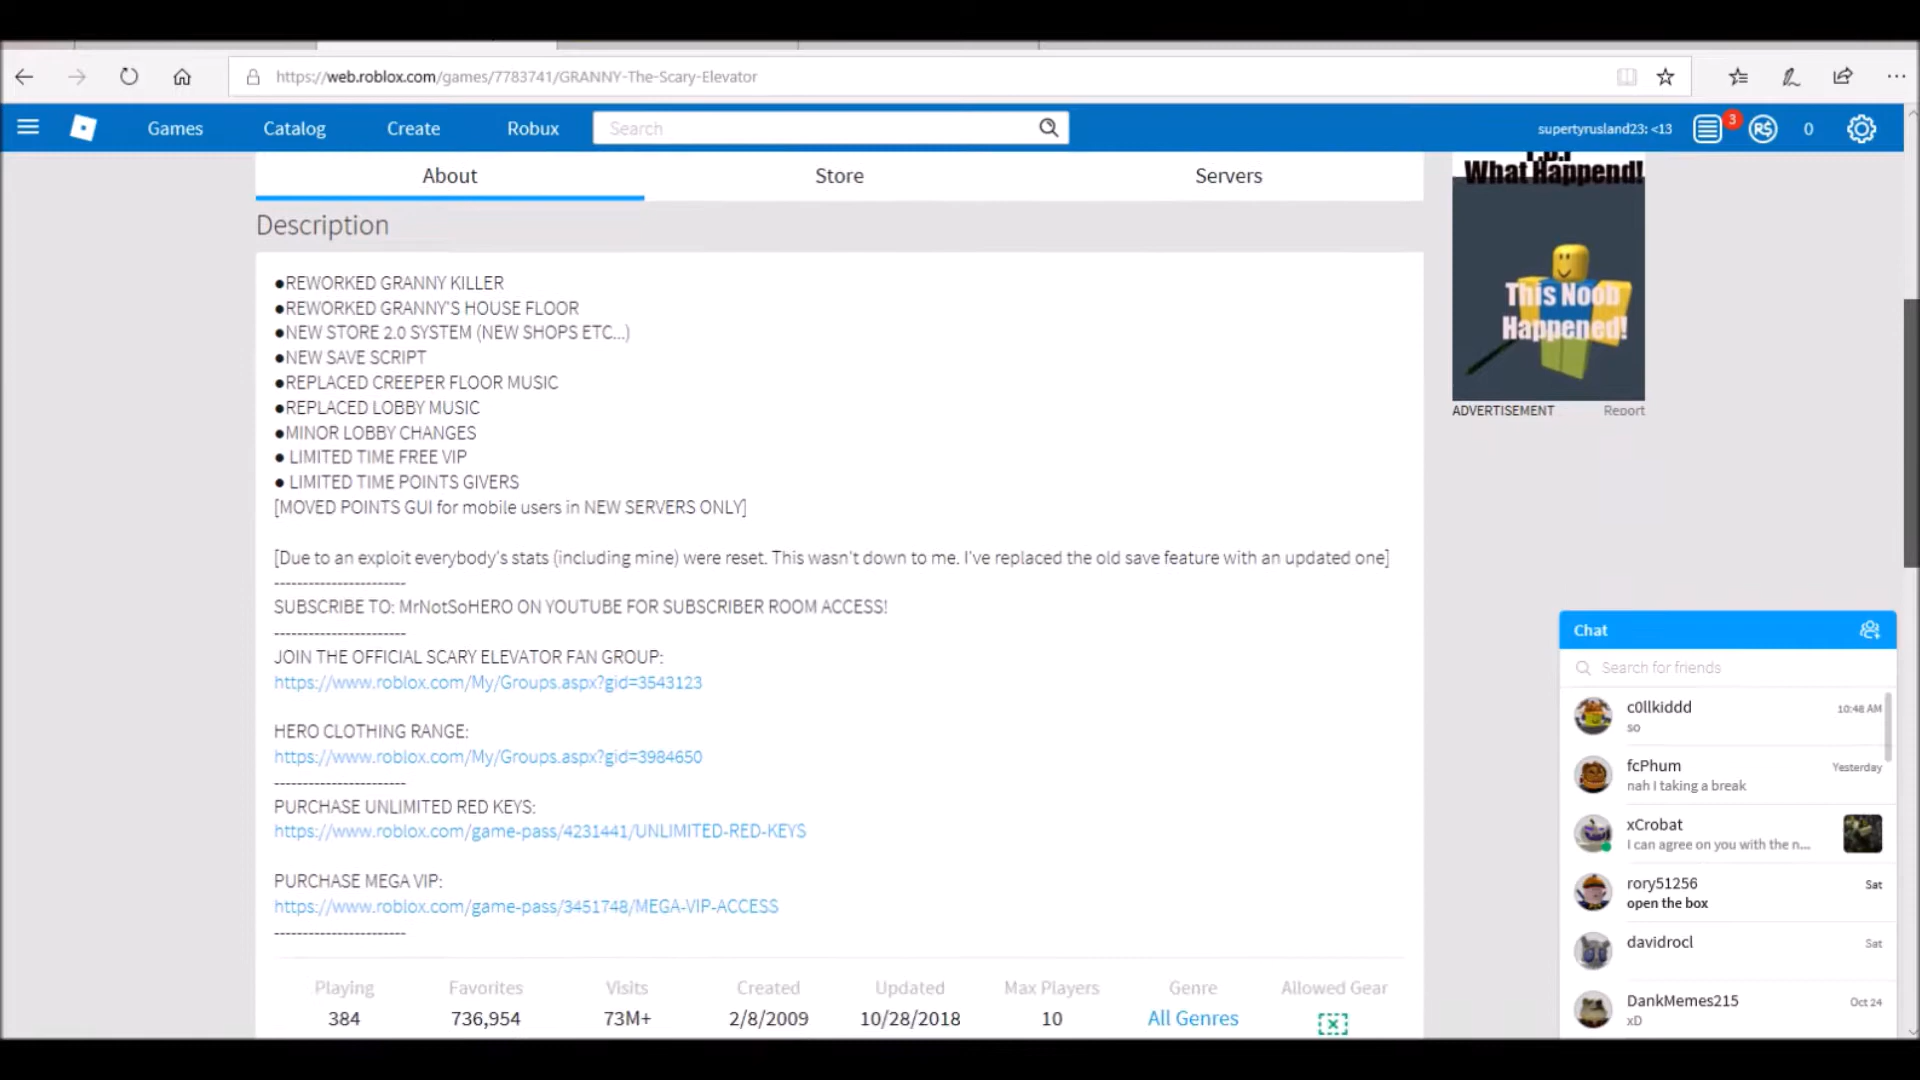 https://web.roblox.com/games/7783741/GRANNY-The-Scary-Elevator
Games
Catalog
Create
Robux
Search
supertyrusland23: <13
3
R$
0
About
Store
Servers
What Happend!
This Noob
Happened!
ADVERTISEMENT
Report
Description
●REWORKED GRANNY KILLER
●REWORKED GRANNY'S HOUSE FLOOR
●NEW STORE 2.0 SYSTEM (NEW SHOPS ETC...)
●NEW SAVE SCRIPT
●REPLACED CREEPER FLOOR MUSIC
●REPLACED LOBBY MUSIC
●MINOR LOBBY CHANGES
● LIMITED TIME FREE VIP
● LIMITED TIME POINTS GIVERS
[MOVED POINTS GUI for mobile users in NEW SERVERS ONLY]
[Due to an exploit everybody's stats (including mine) were reset. This wasn't down to me. I've replaced the old save feature with an updated one]
-----------------------
SUBSCRIBE TO: MrNotSoHERO ON YOUTUBE FOR SUBSCRIBER ROOM ACCESS!
-----------------------
JOIN THE OFFICIAL SCARY ELEVATOR FAN GROUP:
https://www.roblox.com/My/Groups.aspx?gid=3543123
HERO CLOTHING RANGE:
https://www.roblox.com/My/Groups.aspx?gid=3984650
-----------------------
PURCHASE UNLIMITED RED KEYS:
https://www.roblox.com/game-pass/4231441/UNLIMITED-RED-KEYS
PURCHASE MEGA VIP:
https://www.roblox.com/game-pass/3451748/MEGA-VIP-ACCESS
-----------------------
Playing
Favorites
Visits
Created
Updated
Max Players
Genre
Allowed Gear
384
736,954
73M+
2/8/2009
10/28/2018
10
All Genres
Chat
Search for friends
c0llkiddd
10:48 AM
so
fcPhum
Yesterday
nah I taking a break
xCrobat
I can agree on you with the n...
rory51256
Sat
open the box
davidrocl
Sat
DankMemes215
Oct 24
xD